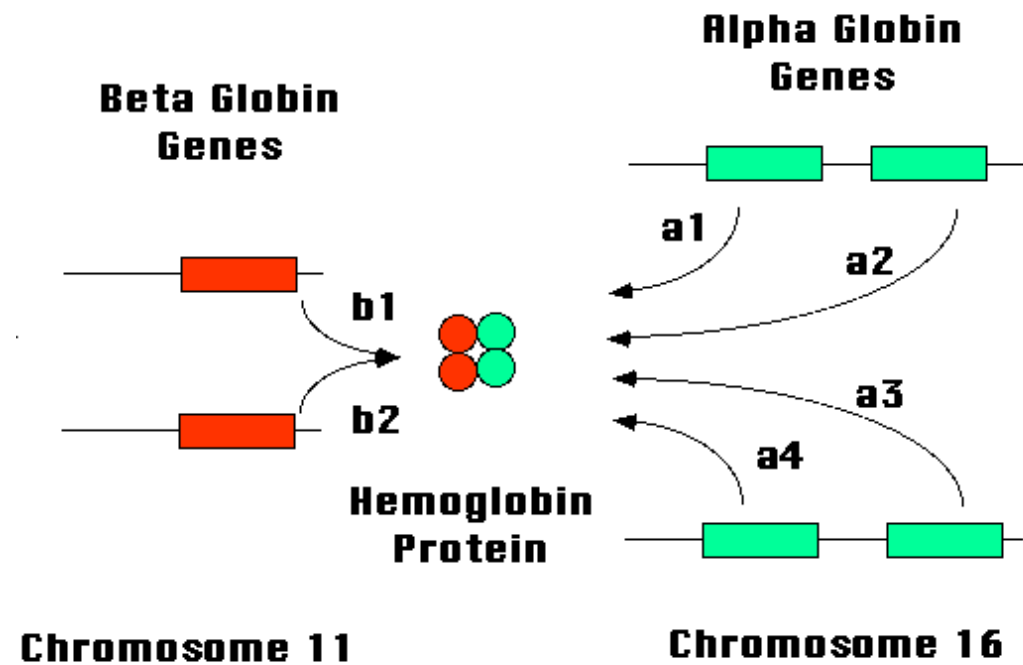 Alpha Globin
Genes
Beta Globin
Genes
a1
a2
b1
b2
a3
a4
Hemoglobin
Protein
Chromosome 11
Chromosome 16